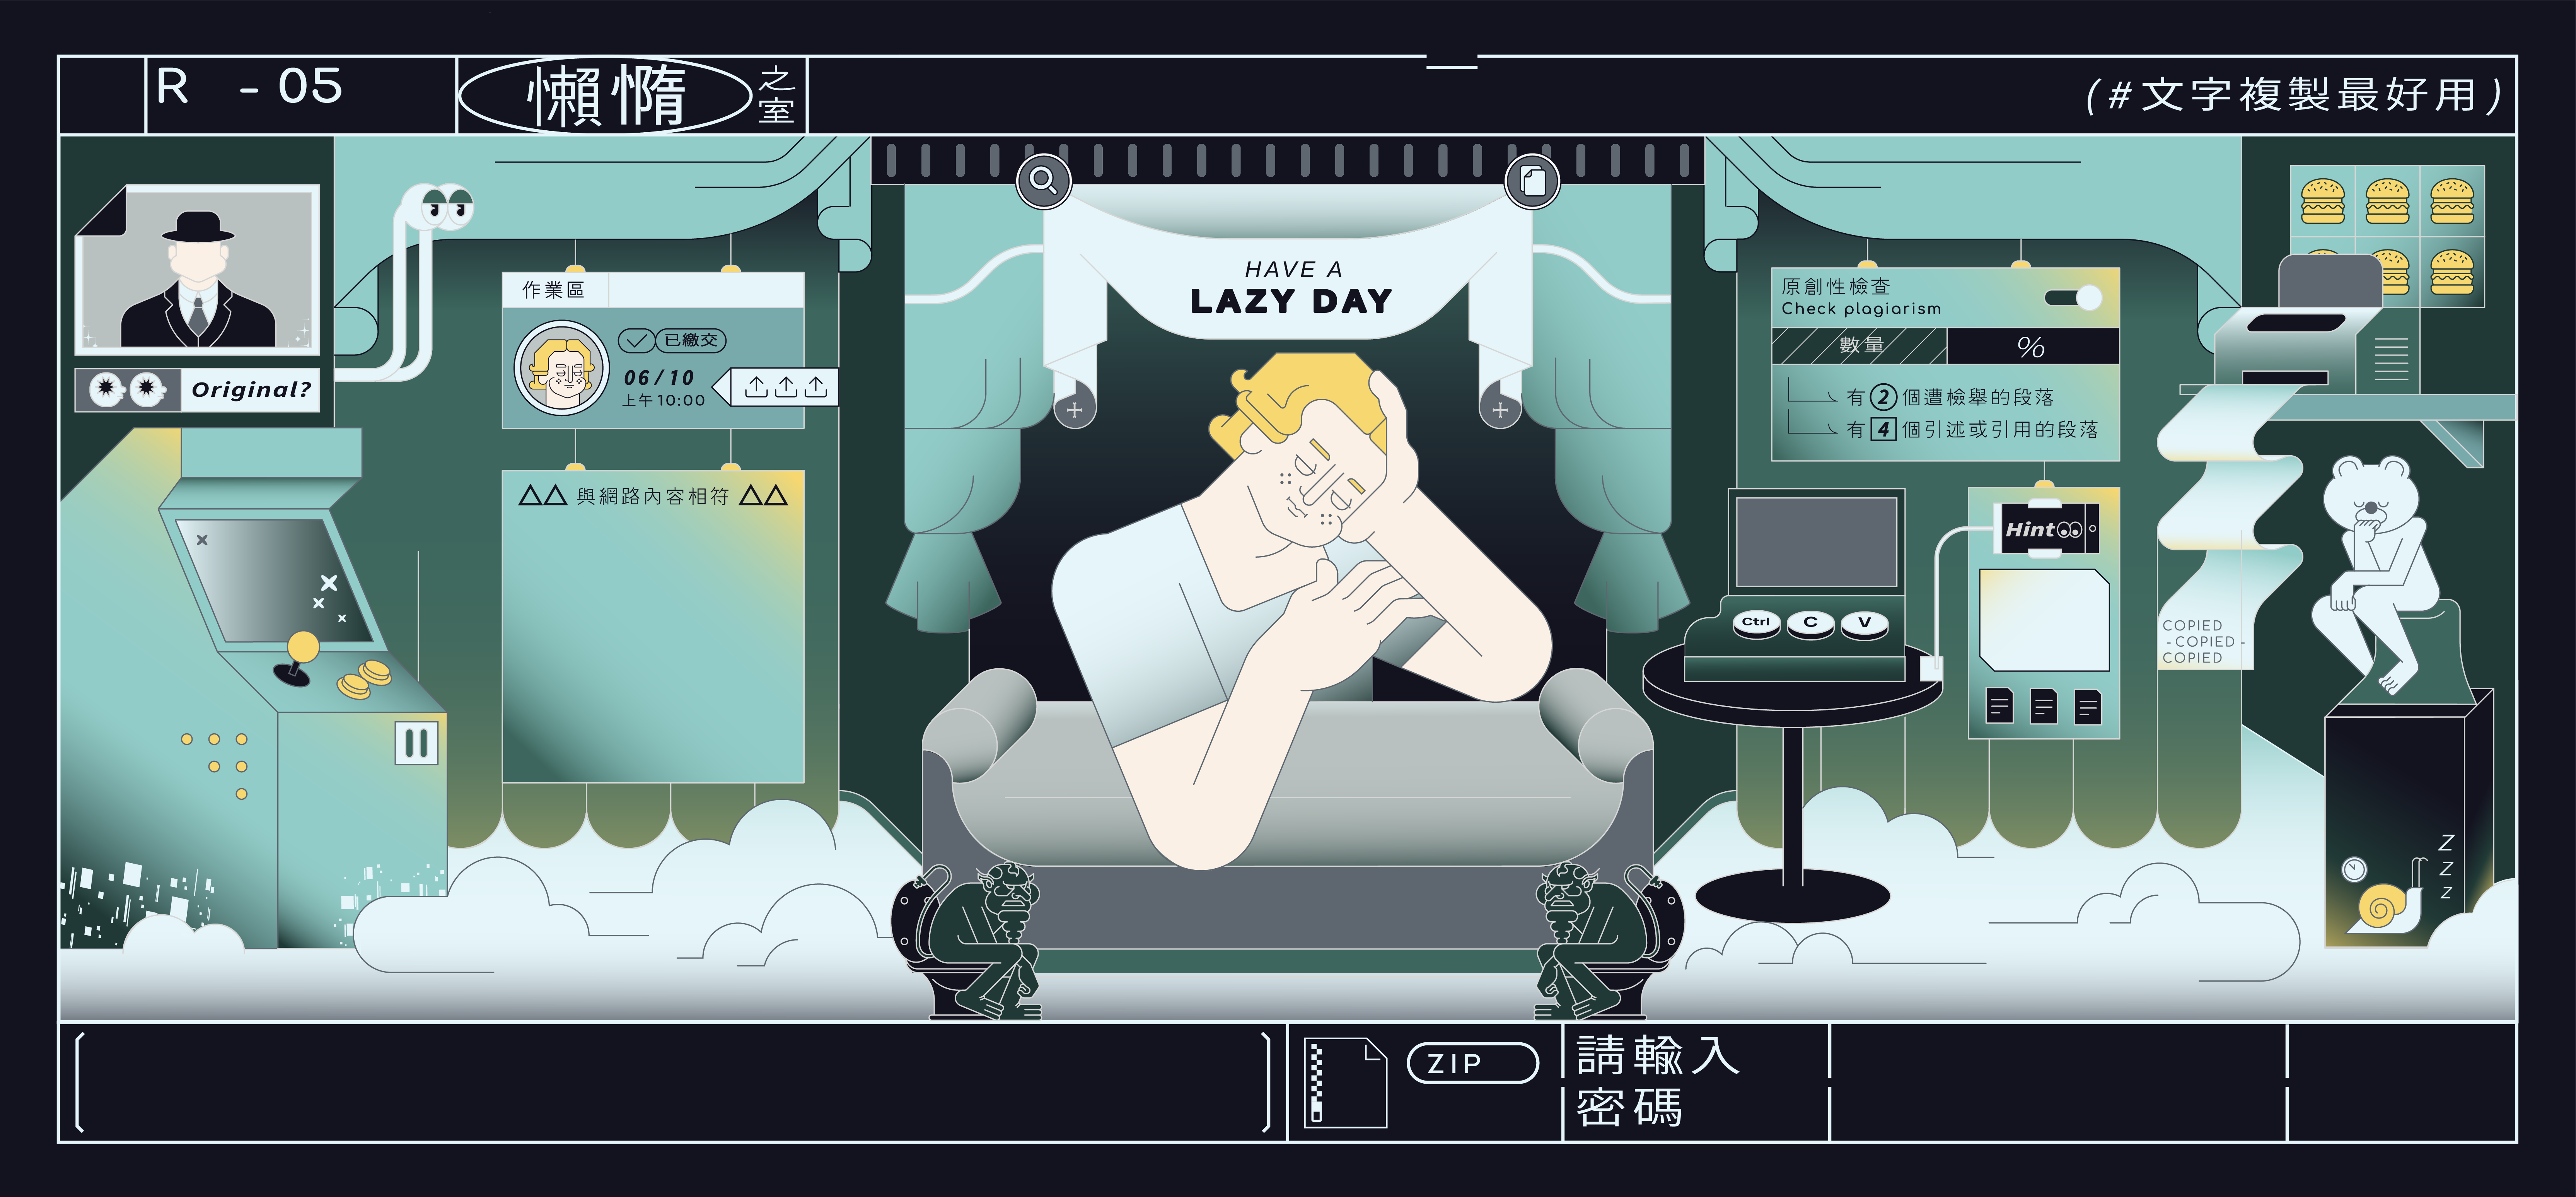 R - 05
懶惰之室
(#文字複製最好用)
Original?
作業區
已繳交
06/10
上午10:00
與網路內容相符
HAVE A
LAZY DAY
原創性檢查
Check plagiarism
數量 %
有2個遭檢舉的段落
有4個引述或引用的段落
Hint
Ctrl C V
COPIED
-COPIED-
COPIED
Z
Z
Z
ZIP
請輸入
密碼